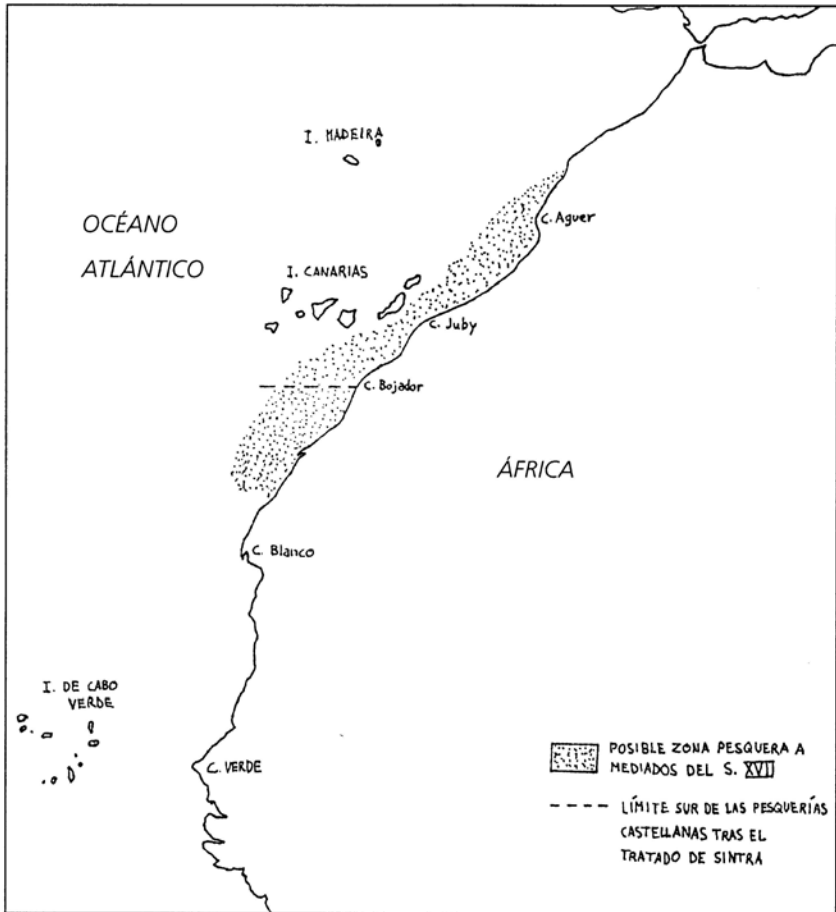 I. MADEIRA
OCÉANO
ATLÁNTICO
C. Aguer
I. CANARIAS
C. Juby
C. Bojador
ÁFRICA
C. Blanco
I. DE CABO
VERDE
C. VERDE
POSIBLE ZONA PESQUERA A
MEDIADOS DEL S. XVII
LÍMITE SUR DE LAS PESQUERÍAS
CASTELLANAS TRAS EL
TRATADO DE SINTRA